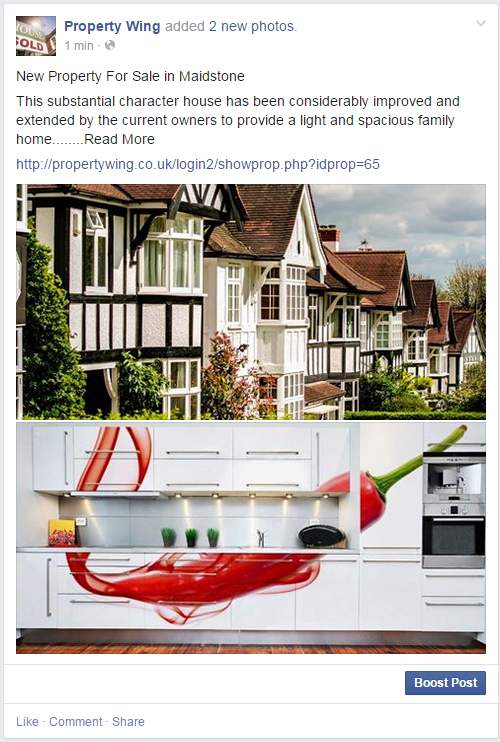 SOLD
Property Wing added 2 new photos.
1 min ·
New Property For Sale in Maidstone
This substantial character house has been considerably improved and
extended by the current owners to provide a light and spacious family
home........Read More
http://propertywing.co.uk/login2/showprop.php?idprop=65
Boost Post
Like · Comment · Share